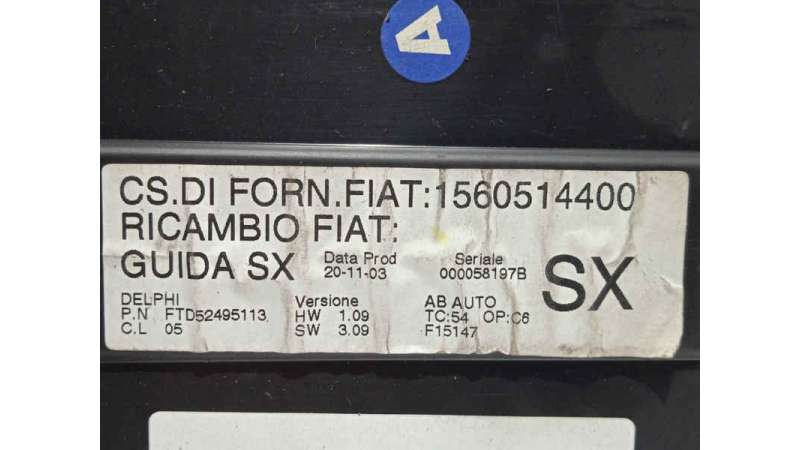 A
CS.DI FORN.FIAT:1560514400
RICAMBIO FIAT:
GUIDA SX Data Prod 20-11-03 Seriale 000058197B SX
DELPHI Versione AB AUTO
P.N FTD52495113 HW 1.09 TC:54 OP:C6
C.L 05 SW 3.09 F15147